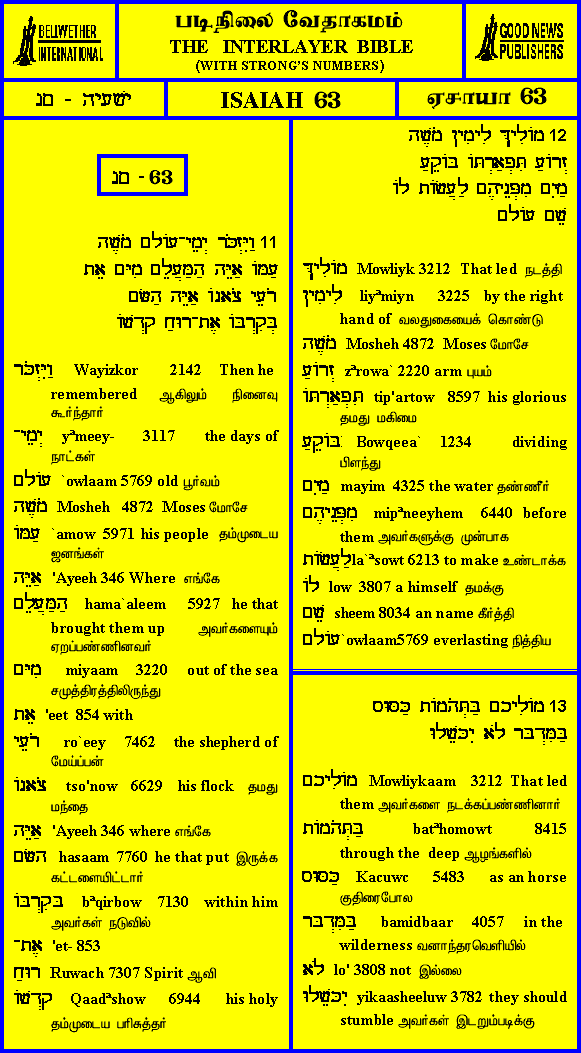 BELLWETHER
INTERNATIONAL
படிநிலை வேதாகமம்
THE INTERLAYER BIBLE
(WITH STRONG'S NUMBERS)
GOOD NEWS
PUBLISHERS
ישעיה - סג
ISAIAH 63
ஏசாயா 63
סג - 63
11 וַיִּזְכֹּר יְמֵי־עוֹלָם מֹשֶׁה
עַמּוֹ אַיֵּה הַמַּעֲלֵם מִיָּם אֵת
רֹעֵי צֹאנוֹ אַיֵּה הַשָּׂם
בְּקִרְבּוֹ אֶת־רוּחַ קָדְשׁוֹ
וַיִּזְכֹּר Wayizkor 2142 Then he
remembered ஆகிலும் நினைவு
கூர்ந்தார்
יְמֵי־ yªmeey- 3117 the days of
நாட்கள்
עוֹלָם `owlaam 5769 old பூர்வம்
מֹשֶׁה Mosheh 4872 Moses மோசே
עַמּוֹ `amow 5971 his people தம்முடைய
ஜனங்கள்
אַיֵּה 'Ayeeh 346 Where எங்கே
הַמַּעֲלֵם hama`aleem 5927 he that
brought them up அவர்களையும்
ஏறப்பண்ணினவர்
מִיָּם miyaam 3220 out of the sea
சமுத்திரத்திலிருந்து
אֵת 'eet 854 with
רֹעֵי ro`eey 7462 the shepherd of
மேய்ப்பன்
צֹאנוֹ tso'now 6629 his flock தமது
மந்தை
אַיֵּה 'Ayeeh 346 where எங்கே
הַשָּׂם hasaam 7760 he that put இருக்க
கட்டளையிட்டார்
בְּקִרְבּוֹ bªqirbow 7130 within him
அவர்கள் நடுவில்
אֶת־ 'et- 853
רוּחַ Ruwach 7307 Spirit ஆவி
קָדְשׁוֹ Qaadªshow 6944 his holy
தம்முடைய பரிசுத்தர்
12 מוֹלִיךְ לִימִין מֹשֶׁה
זְרוֹעַ תִּפְאַרְתּוֹ בּוֹקֵעַ
מַיִם מִפְּנֵיהֶם לַעֲשׂוֹת לוֹ
שֵׁם עוֹלָם
מוֹלִיךְ Mowliyk 3212 That led நடத்தி
לִימִין liyªmiyn 3225 by the right
hand of வலதுகையைக் கொண்டு
מֹשֶׁה Mosheh 4872 Moses மோசே
זְרוֹעַ zªrowa` 2220 arm புயம்
תִּפְאַרְתּוֹ tip'artow 8597 his glorious
தமது மகிமை
בּוֹקֵעַ Bowqeea` 1234 dividing
பிளந்து
מַיִם mayim 4325 the water தண்ணீர்
מִפְּנֵיהֶם mipªneeyhem 6440 before
them அவர்களுக்கு முன்பாக
לַעֲשׂוֹת la`ªsowt 6213 to make உண்டாக்க
לוֹ low 3807 a himself தமக்கு
שֵׁם sheem 8034 an name கீர்த்தி
עוֹלָם `owlaam5769 everlasting நித்திய
13 מוֹלִיכָם בַּתְּהֹמוֹת כַּסּוּס
בַּמִּדְבָּר לֹא יִכָּשֵׁלוּ
מוֹלִיכָם Mowliykaam 3212 That led
them அவர்களை நடக்கப்பண்ணினார்
בַּתְּהֹמוֹת batªhomowt 8415
through the deep ஆழங்களில்
כַּסּוּס Kacuwc 5483 as an horse
குதிரைபோல
בַּמִּדְבָּר bamidbaar 4057 in the
wilderness வனாந்தரவெளியில்
לֹא lo' 3808 not இல்லை
יִכָּשֵׁלוּ yikaasheeluw 3782 they should
stumble அவர்கள் இடறும்படிக்கு